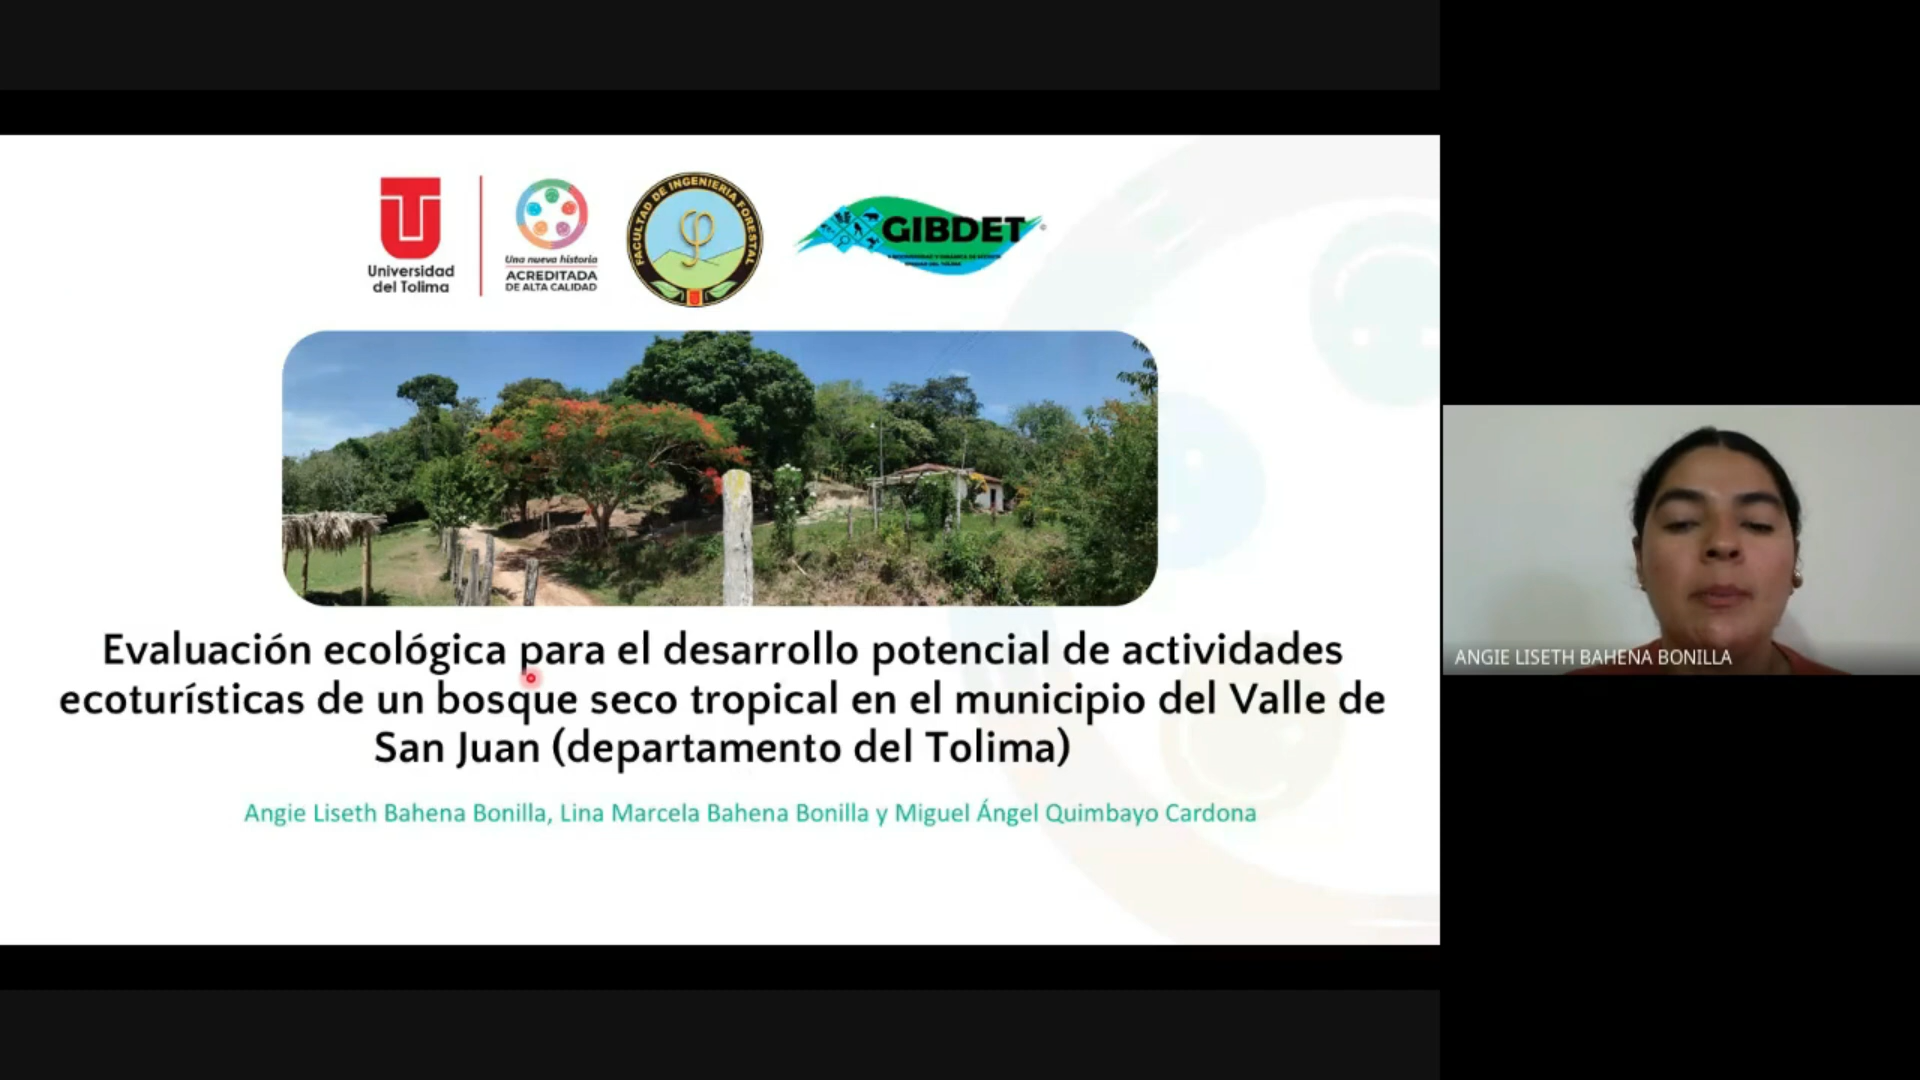 Universidad
del Tolima
Una nueva historia
ACREDITADA
DE ALTA CALIDAD
FACULTAD DE INGENIERIA FORESTAL
GIBDET
Evaluación ecológica para el desarrollo potencial de actividades
ecoturísticas de un bosque seco tropical en el municipio del Valle de
San Juan (departamento del Tolima)
Angie Liseth Bahena Bonilla, Lina Marcela Bahena Bonilla y Miguel Ángel Quimbayo Cardona
ANGIE LISETH BAHENA BONILLA